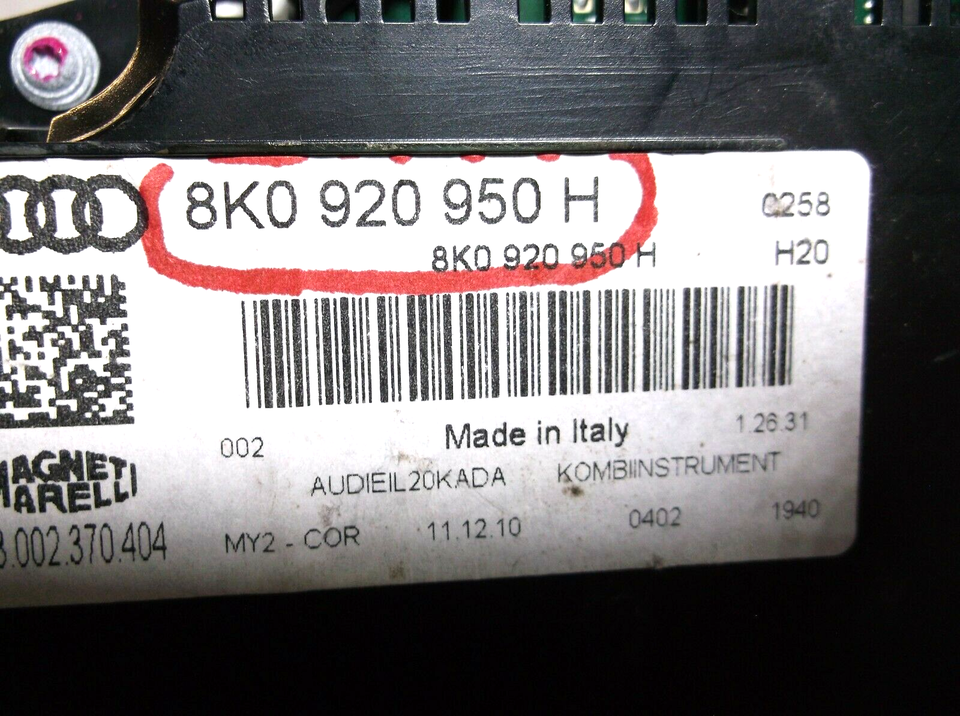 8K0 920 950 H
0258
8K0 920 950 H
H20
002
Made in Italy
1.26.31
MAGNETI
MARELLI
AUDIEIL20KADA
KOMBIINSTRUMENT
.002.370.404
MY2 - COR
11.12.10
0402
1940